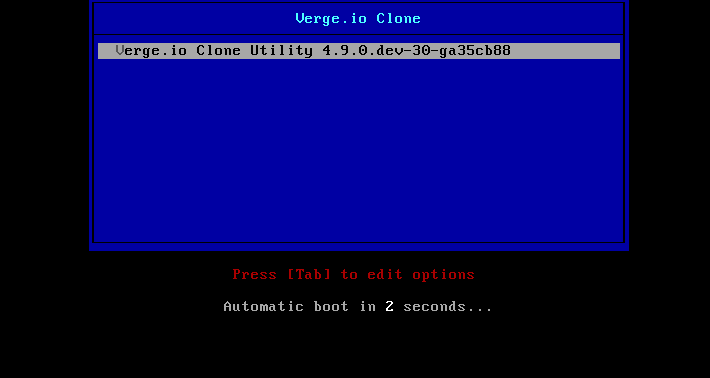 Verge.io Clone
Verge.io Clone Utility 4.9.0.dev-30-ga35cb88
Press [Tab] to edit options
Automatic boot in 2 seconds...